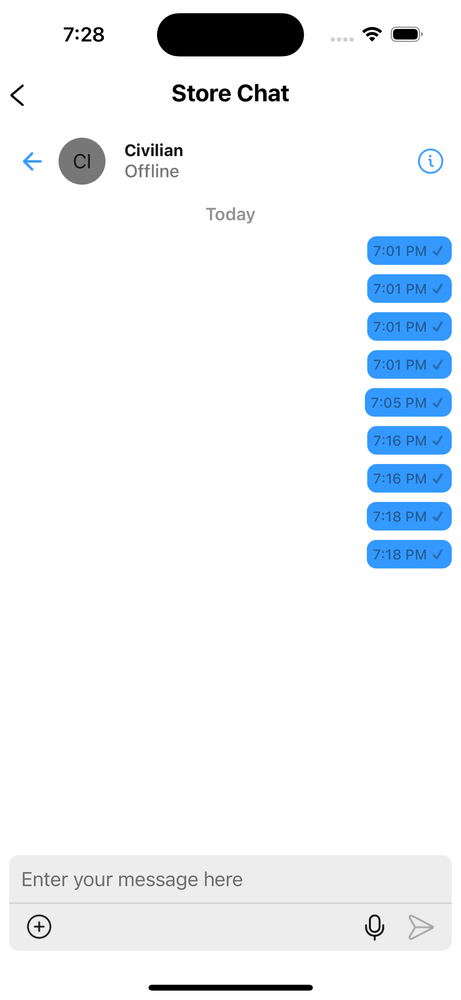 7:28
Store Chat
CI
Civilian
Offline
Today
7:01 PM ✓
7:01 PM ✓
7:01 PM ✓
7:01 PM ✓
7:05 PM ✓
7:16 PM ✓
7:16 PM ✓
7:18 PM ✓
7:18 PM ✓
Enter your message here